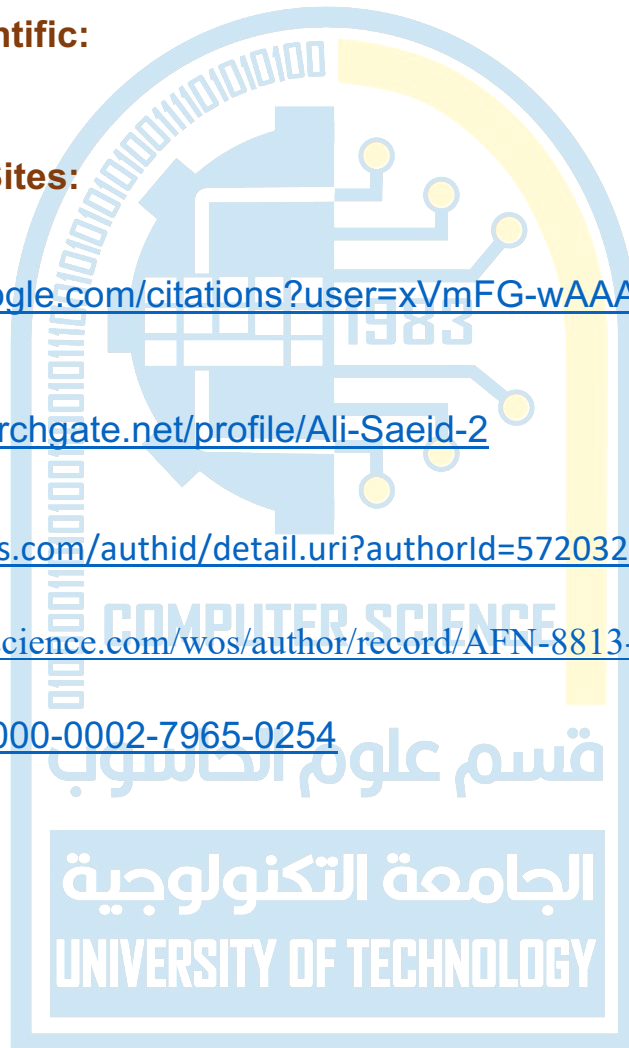 ntific:
Sites:
ogle.com/citations?user=xVmFG-wAAA
1983
rchgate.net/profile/Ali-Saeid-2
s.com/authid/detail.uri?authorId=572032
COMPUTER SCIENCE
science.com/wos/author/record/AFN-8813-
000-0002-7965-0254
قسم علوم الحاسوب
الجامعة التكنولوجية
UNIVERSITY OF TECHNOLOGY